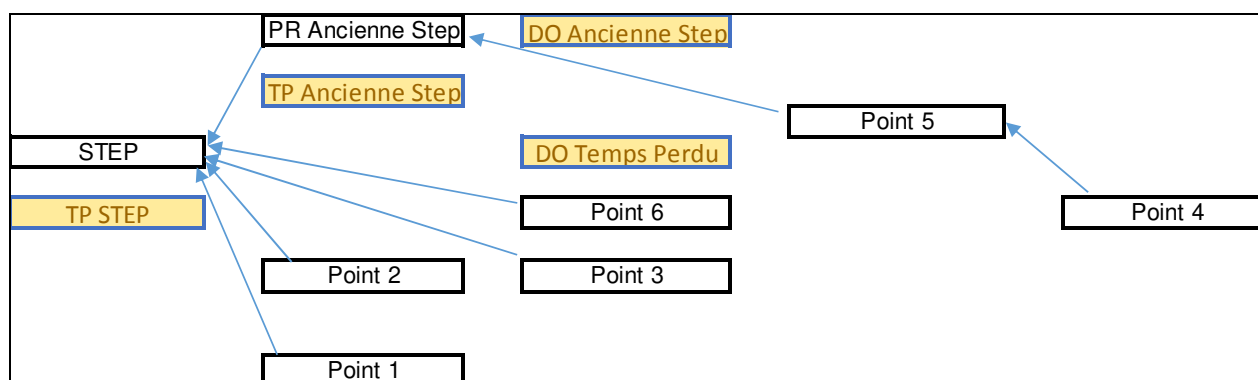 PR Ancienne Step
DO Ancienne Step
TP Ancienne Step
Point 5
STEP
DO Temps Perdu
TP STEP
Point 6
Point 4
Point 2
Point 3
Point 1